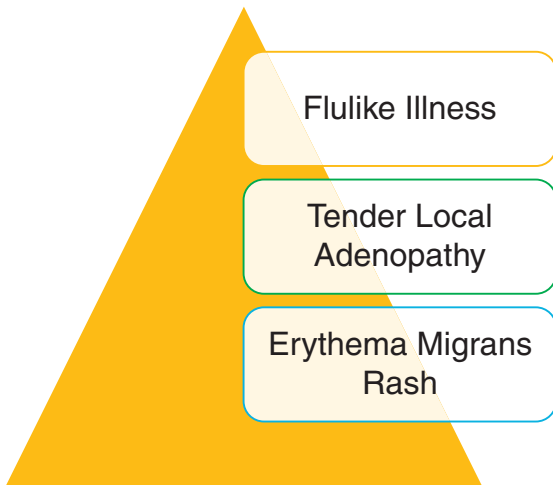 Flulike Illness
Tender Local
Adenopathy
Erythema Migrans
Rash